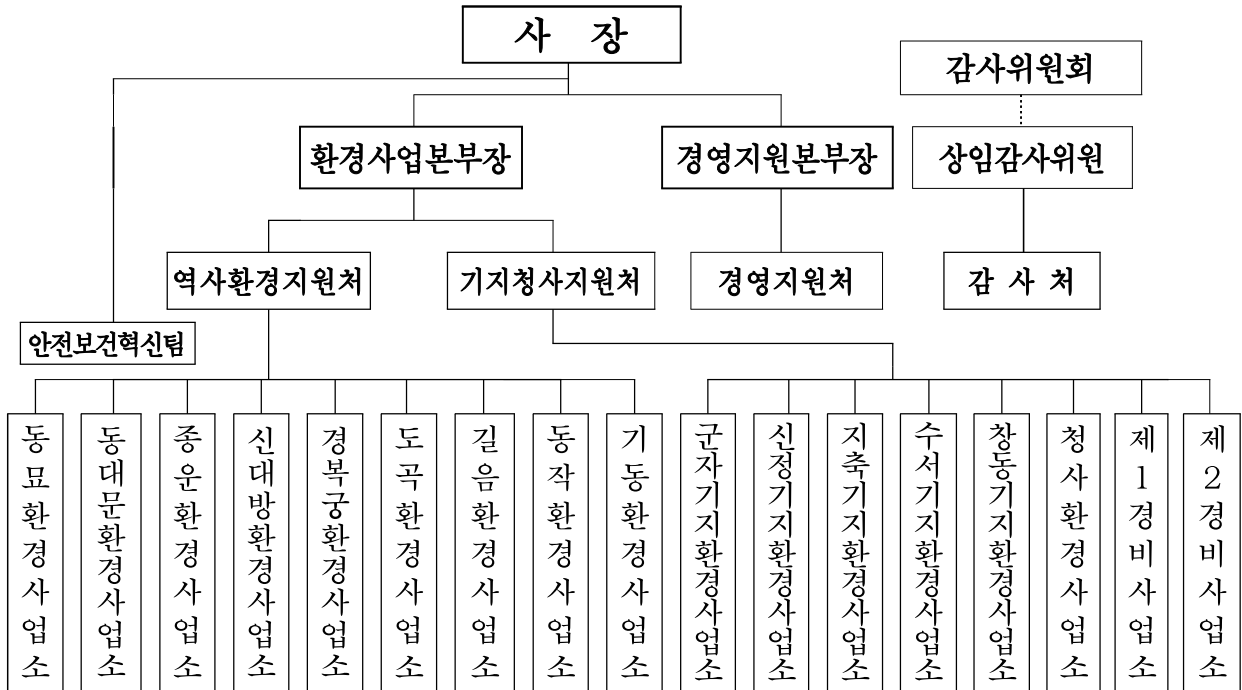 사 장
감사위원회
환경사업본부장
경영지원본부장
상임감사위원
역사환경지원처
기지청사지원처
경영지원처
감 사 처
안전보건혁신팀
동묘환경사업소
동대문환경사업소
종운환경사업소
신대방환경사업소
경복궁환경사업소
도곡환경사업소
길음환경사업소
동작환경사업소
기동환경사업소
군자기지환경사업소
신정기지환경사업소
지축기지환경사업소
수서기지환경사업소
창동기지환경사업소
청사환경사업소
제1경비사업소
제2경비사업소